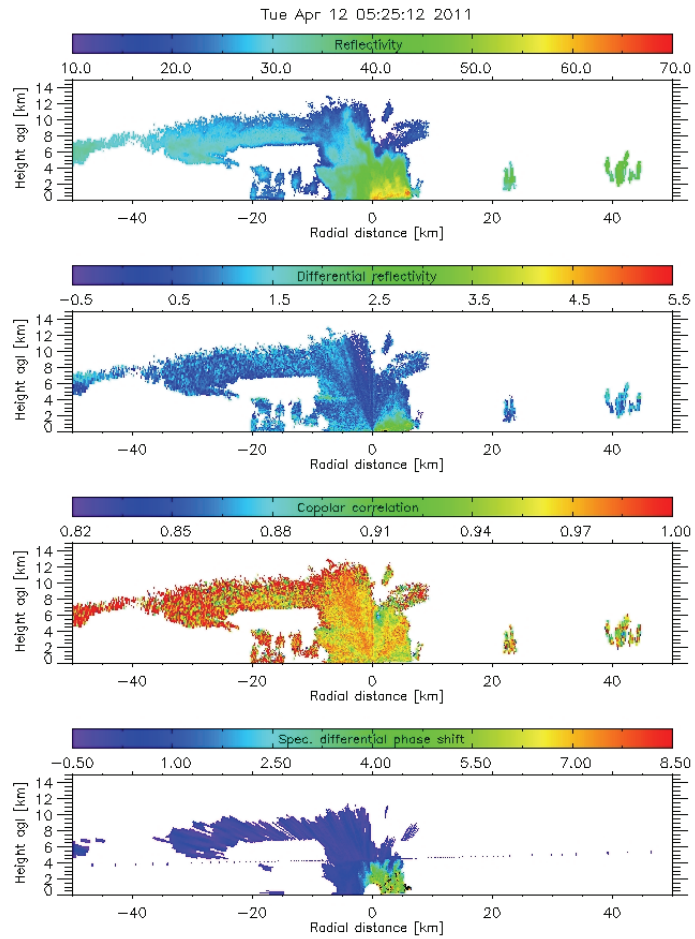 Tue Apr 12 05:25:12 2011
Reflectivity
10.0 20.0 30.0 40.0 50.0 60.0 70.0
Height agl [km]
14
12
10
8
6
4
2
0
−40 −20 0 20 40
Radial distance [km]
Differential reflectivity
−0.5 0.5 1.5 2.5 3.5 4.5 5.5
Height agl [km]
14
12
10
8
6
4
2
0
−40 −20 0 20 40
Radial distance [km]
Copolar correlation
0.82 0.85 0.88 0.91 0.94 0.97 1.00
Height agl [km]
14
12
10
8
6
4
2
0
−40 −20 0 20 40
Radial distance [km]
Spec. differential phase shift
−0.50 1.00 2.50 4.00 5.50 7.00 8.50
Height agl [km]
14
12
10
8
6
4
2
0
−40 −20 0 20 40
Radial distance [km]